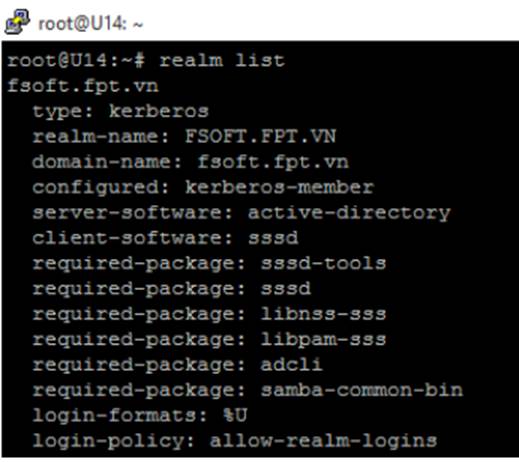 root@U14: ~
root@U14:~# realm list
fsoft.fpt.vn
type: kerberos
realm-name: FSOFT.FPT.VN
domain-name: fsoft.fpt.vn
configured: kerberos-member
server-software: active-directory
client-software: sssd
required-package: sssd-tools
required-package: sssd
required-package: libnss-sss
required-package: libpam-sss
required-package: adcli
required-package: samba-common-bin
login-formats: %U
login-policy: allow-realm-logins